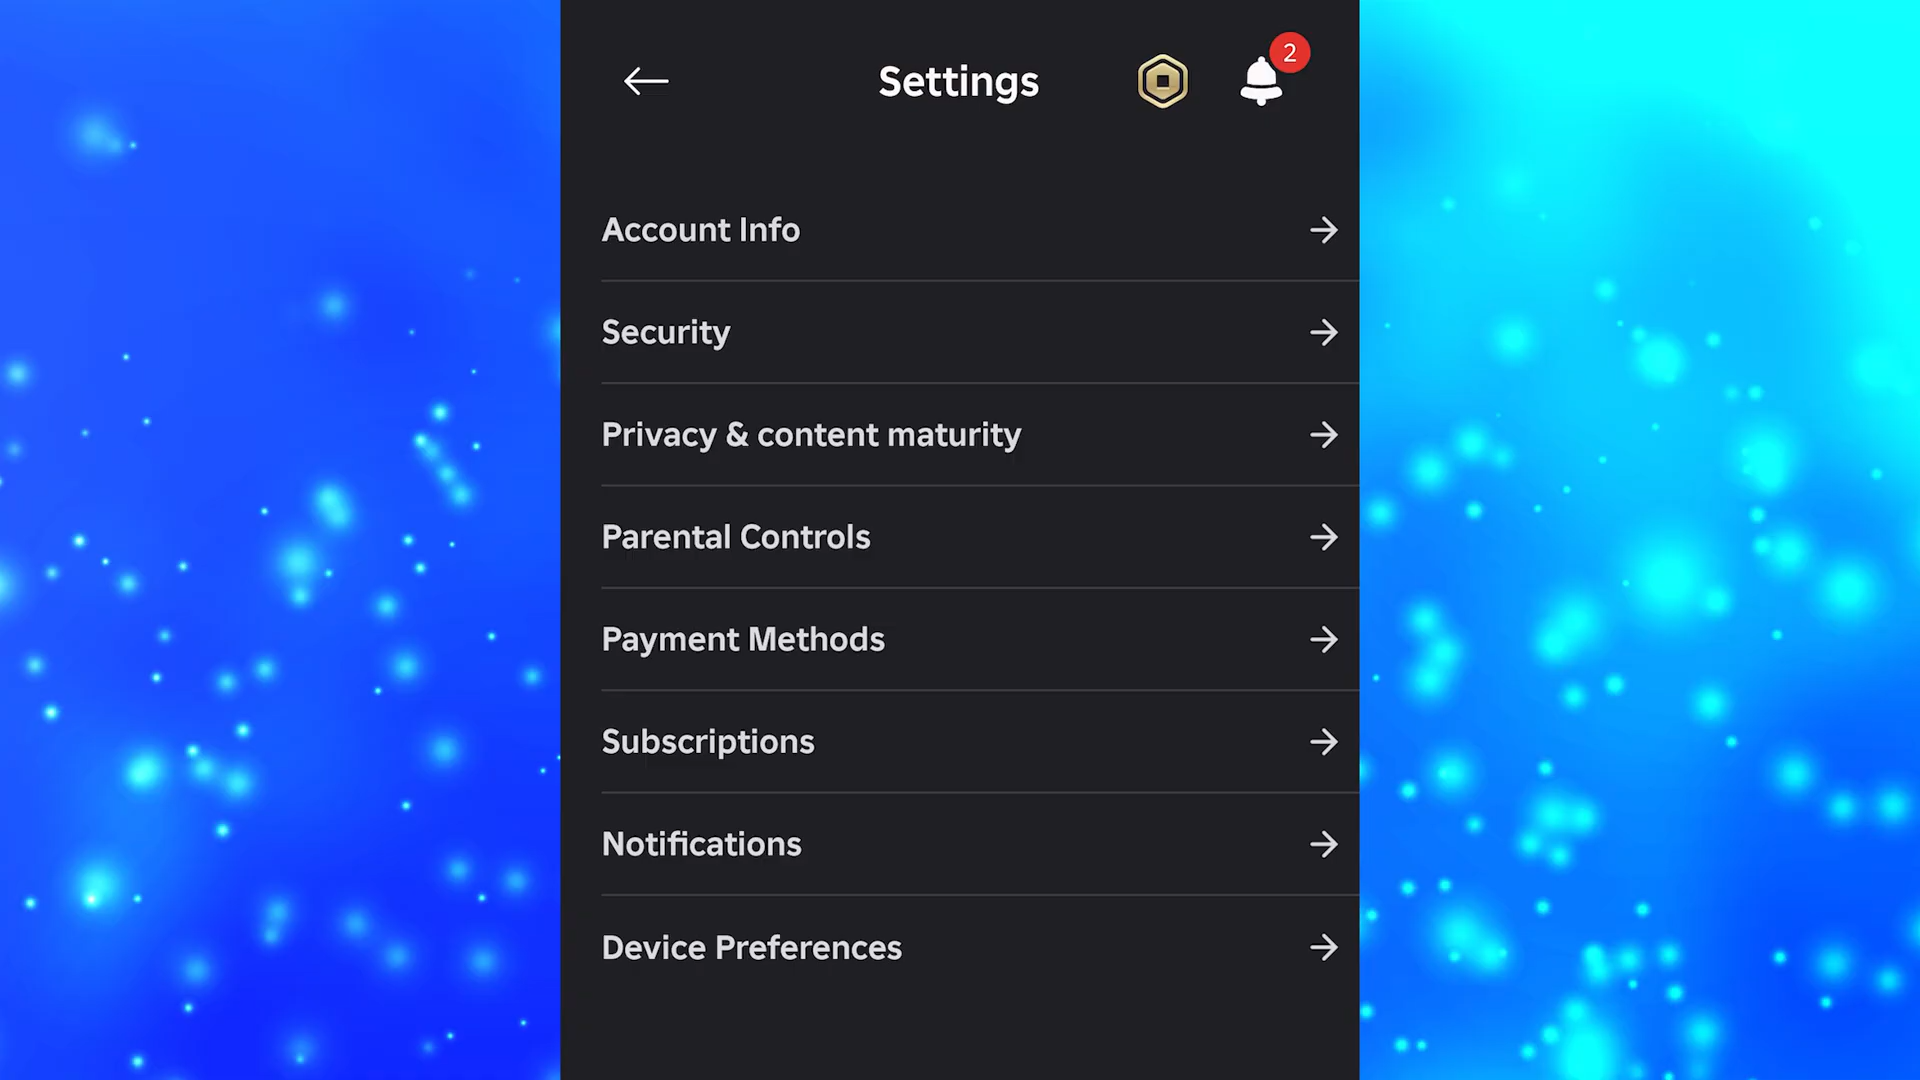 Settings
2
Account Info
Security
Privacy & content maturity
Parental Controls
Payment Methods
Subscriptions
Notifications
Device Preferences